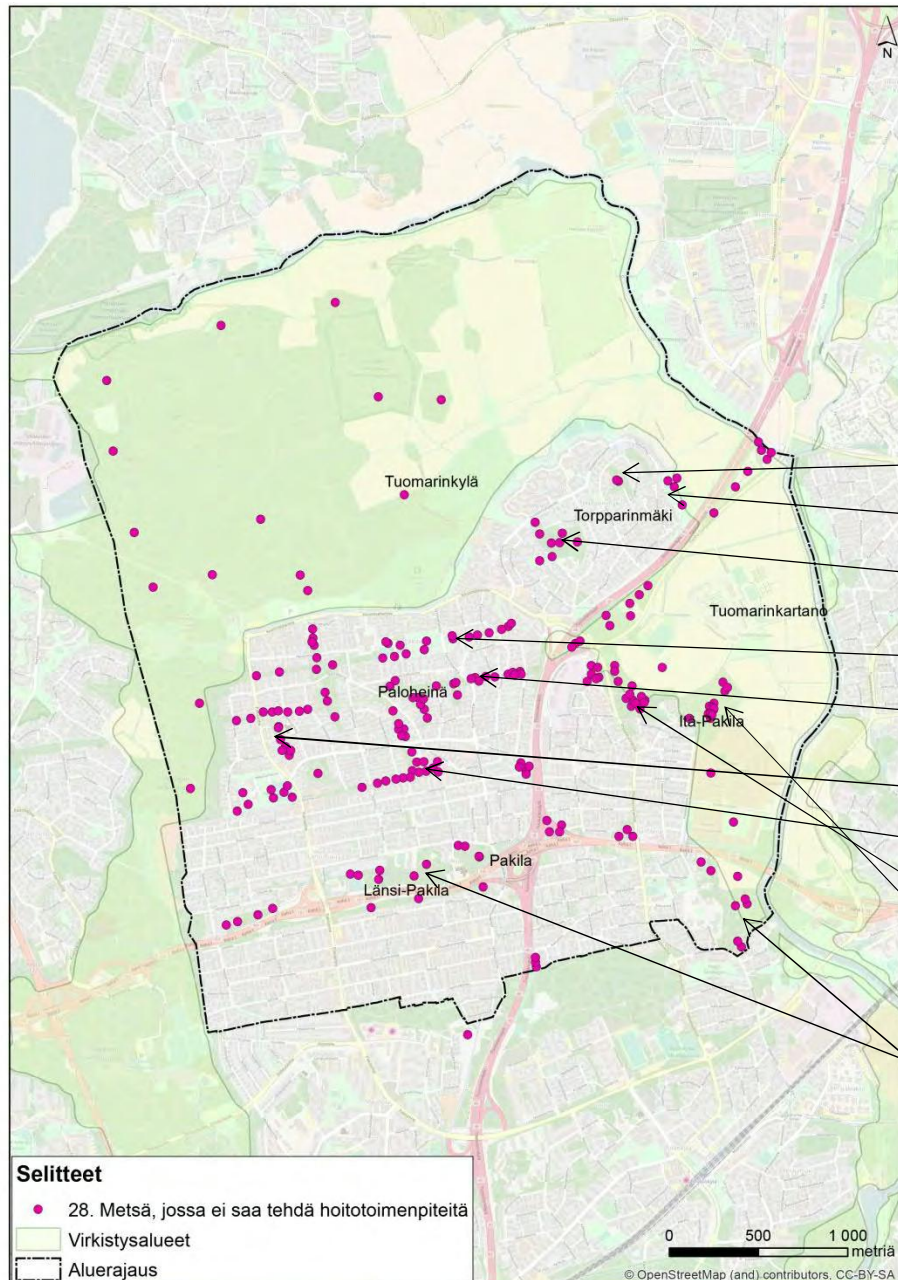 N
Tuomarinkylä
Torpparinmäki
Tuomarinkartano
Paloheinä
Itä-Pakila
Pakila
Länsi-Pakila
Selitteet
28. Metsä, jossa ei saa tehdä hoitotoimenpiteitä
Virkistysalueet
Aluerajaus
0 500 1 000
metriä
© OpenStreetMap (and) contributors, CC-BY-SA